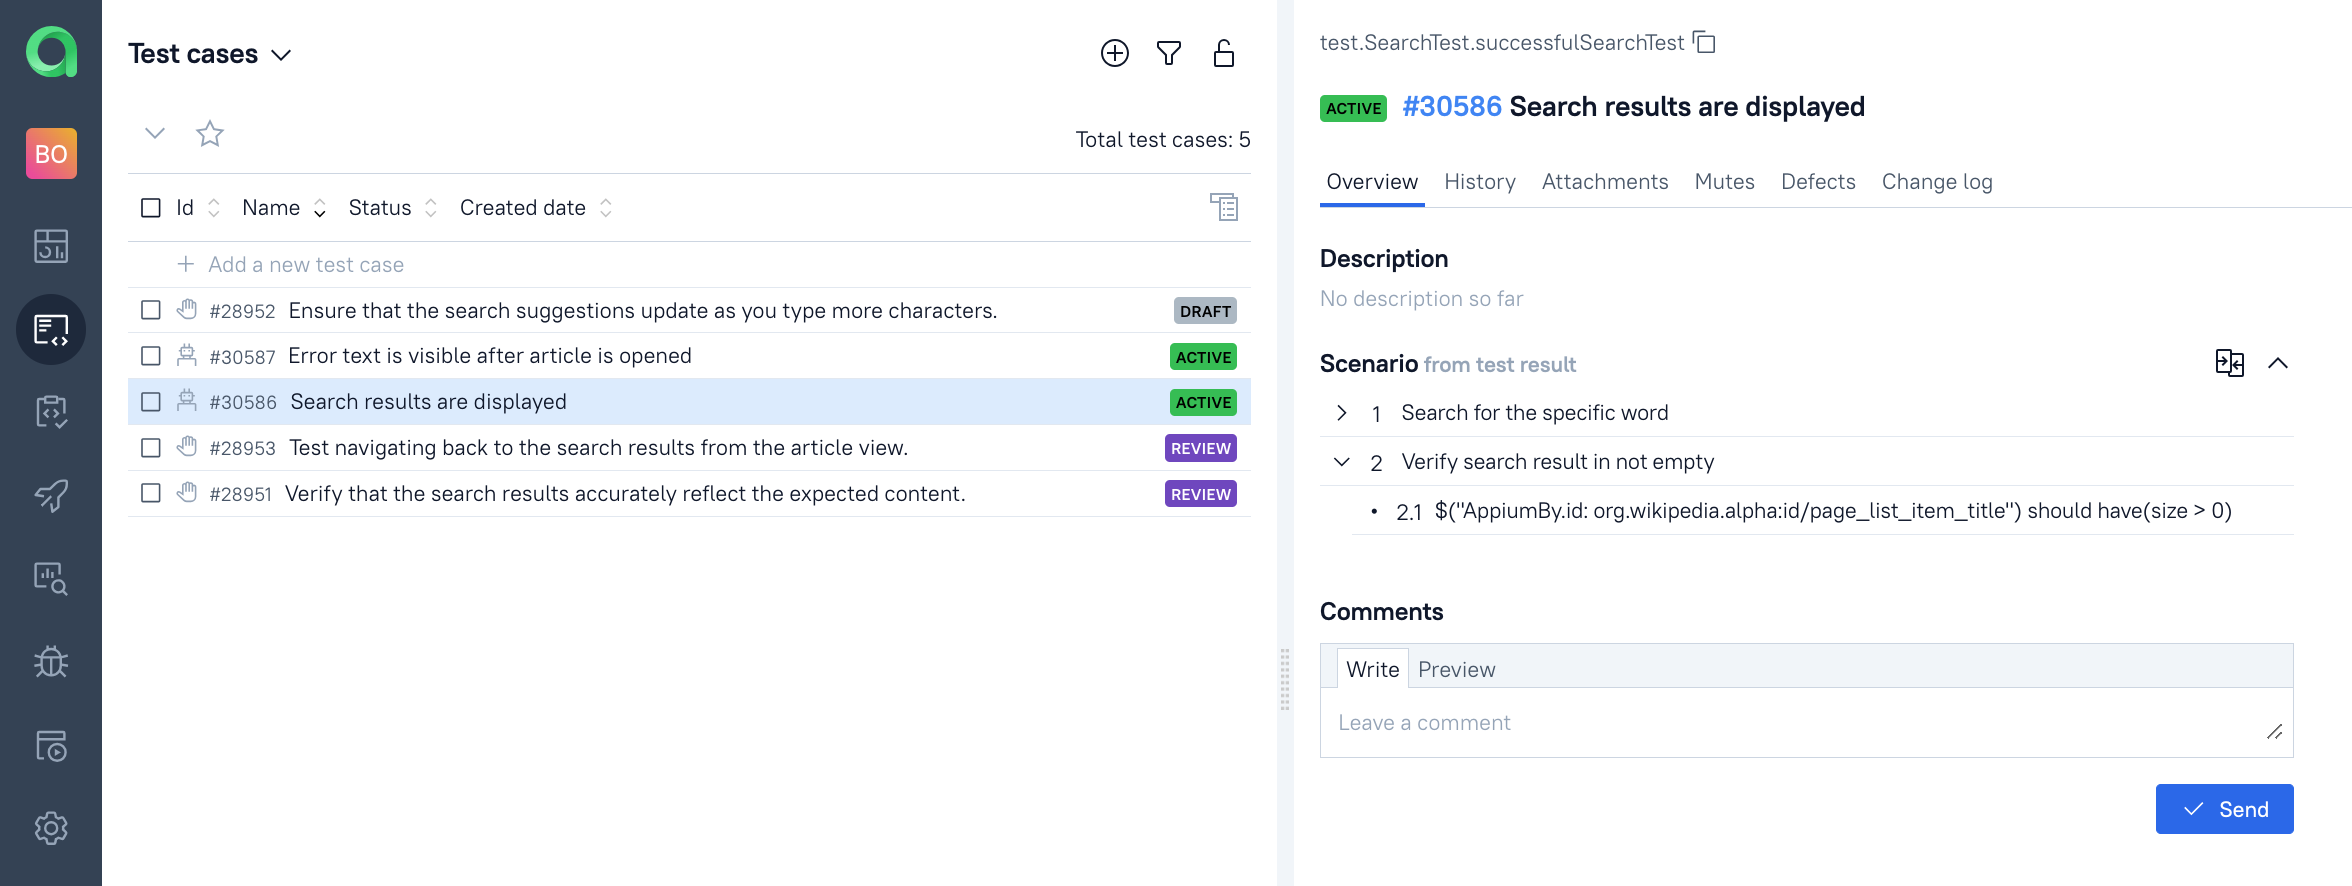 BO
Test cases
Total test cases: 5
Id Name Status Created date
Add a new test case
#28952 Ensure that the search suggestions update as you type more characters. DRAFT
#30587 Error text is visible after article is opened ACTIVE
#30586 Search results are displayed ACTIVE
#28953 Test navigating back to the search results from the article view. REVIEW
#28951 Verify that the search results accurately reflect the expected content. REVIEW
test.SearchTest.successfulSearchTest
ACTIVE #30586 Search results are displayed
Overview History Attachments Mutes Defects Change log
Description
No description so far
Scenario from test result
1 Search for the specific word
2 Verify search result in not empty
• 2.1 $("AppiumBy.id: org.wikipedia.alpha:id/page_list_item_title") should have(size > 0)
Comments
Write Preview
Leave a comment
Send